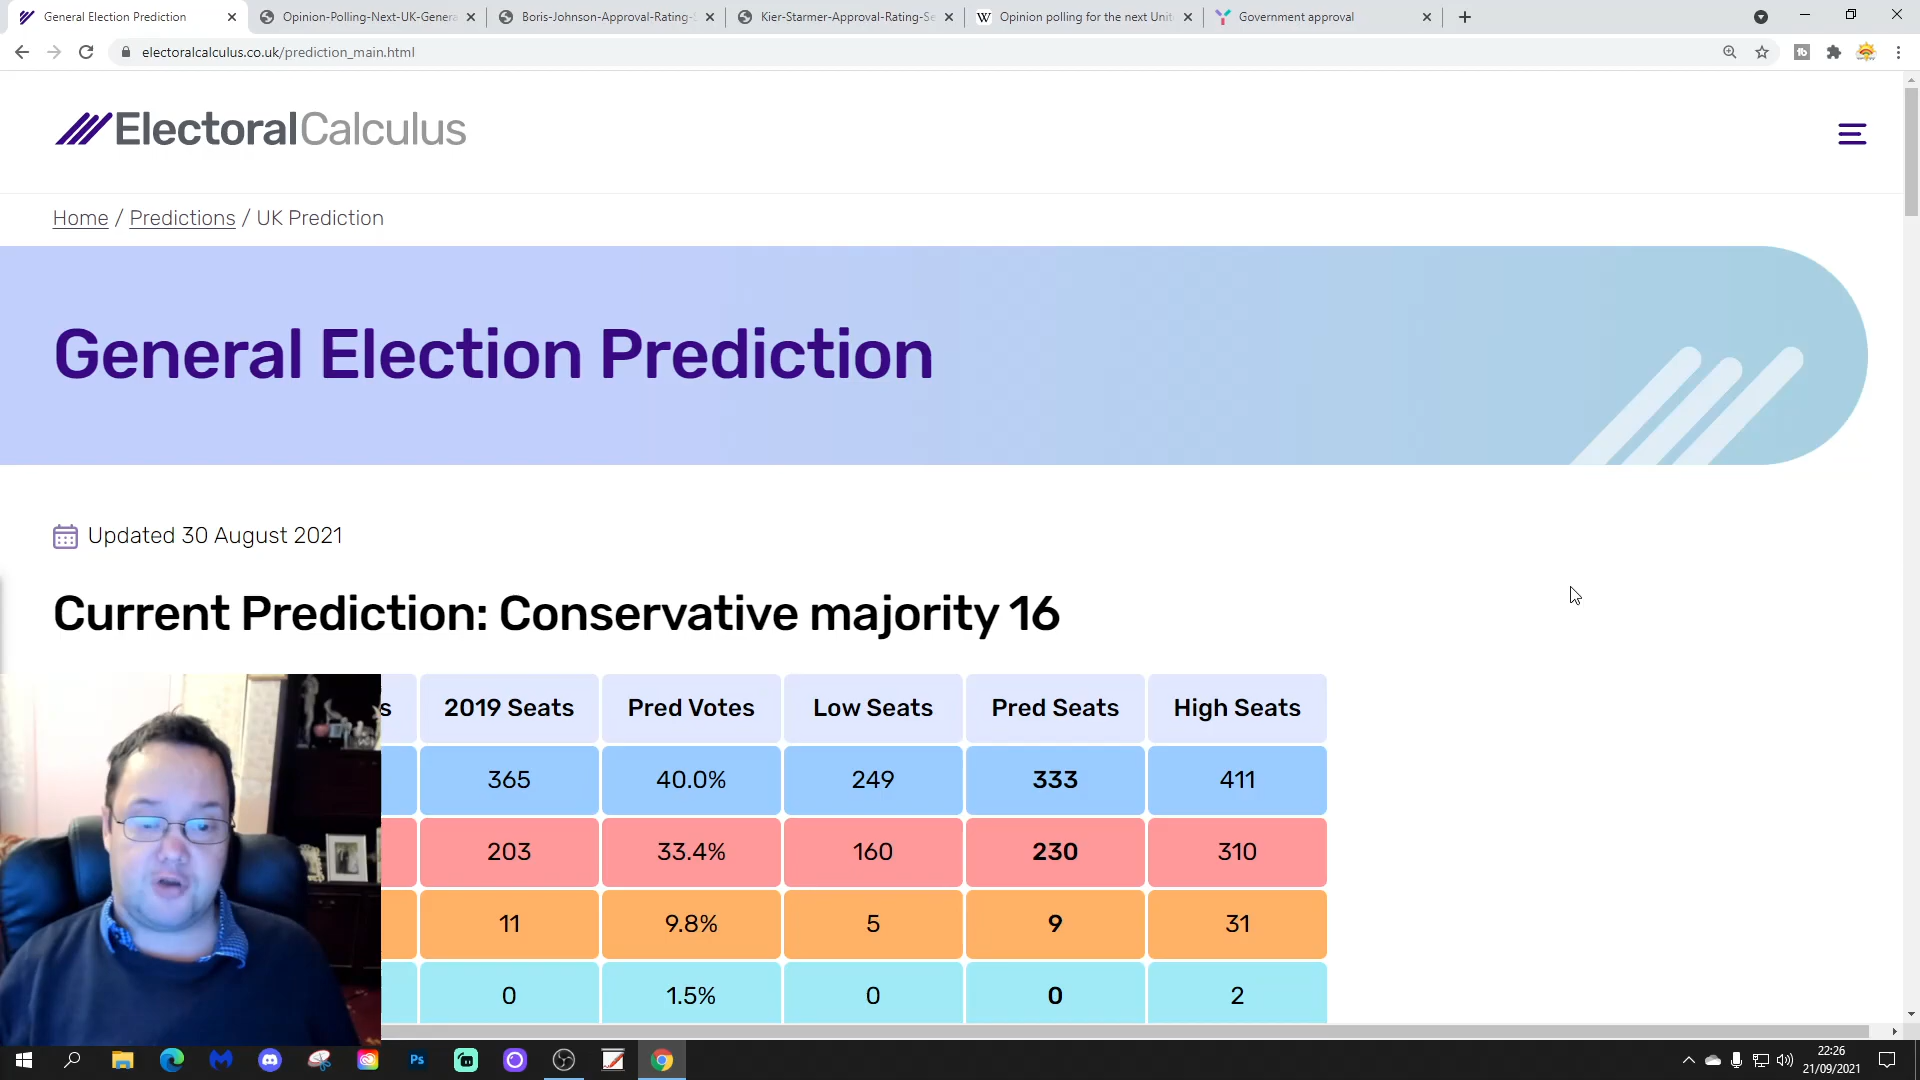 General Election Prediction
Opinion-Polling-Next-UK-Genera
Boris-Johnson-Approval-Rating-S
Kier-Starmer-Approval-Rating-Se
Opinion polling for the next Unit
Government approval
electoralcalculus.co.uk/prediction_main.html
ElectoralCalculus
Home / Predictions / UK Prediction
General Election Prediction
Updated 30 August 2021
Current Prediction: Conservative majority 16
s 2019 Seats Pred Votes Low Seats Pred Seats High Seats
365 40.0% 249 333 411
203 33.4% 160 230 310
11 9.8% 5 9 31
0 1.5% 0 0 2
Ps
22:26
21/09/2021